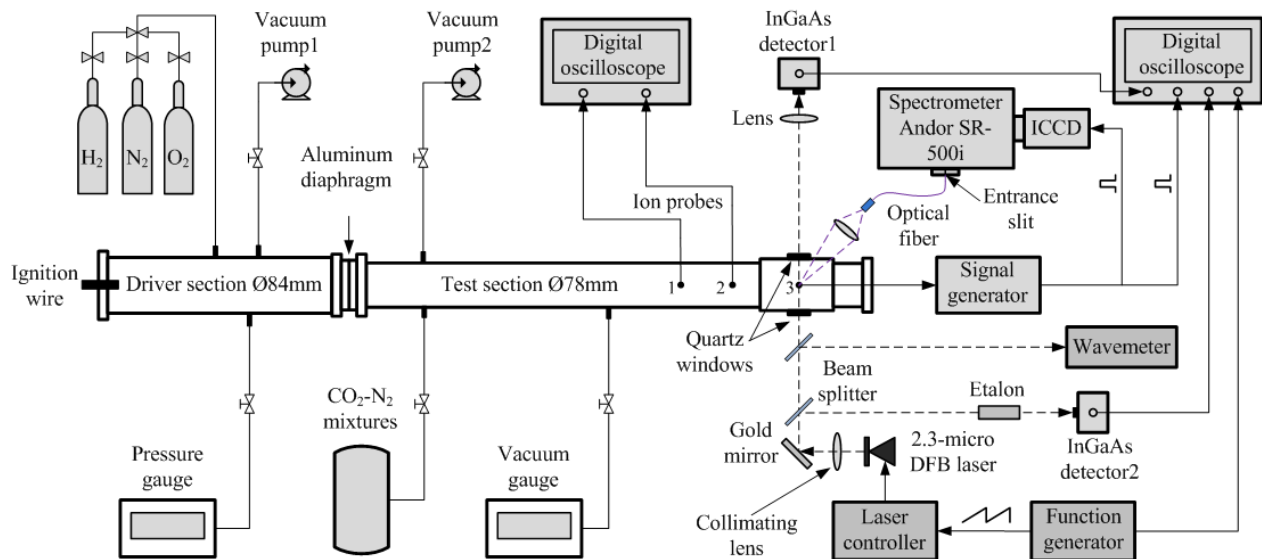 Vacuum
pump1
Vacuum
pump2
Digital
oscilloscope
InGaAs
detector1
Digital
oscilloscope
Spectrometer
Andor SR-
500i
ICCD
Lens
H₂
N₂
O₂
Aluminum
diaphragm
Ion probes
Optical
fiber
Entrance
slit
Ignition
wire
Driver section Ø84mm
Test section Ø78mm
1
2
3
Signal
generator
Quartz
windows
Wavemeter
Beam
splitter
CO₂-N₂
mixtures
Etalon
Gold
mirror
2.3-micro
DFB laser
InGaAs
detector2
Pressure
gauge
Vacuum
gauge
Collimating
lens
Laser
controller
Function
generator